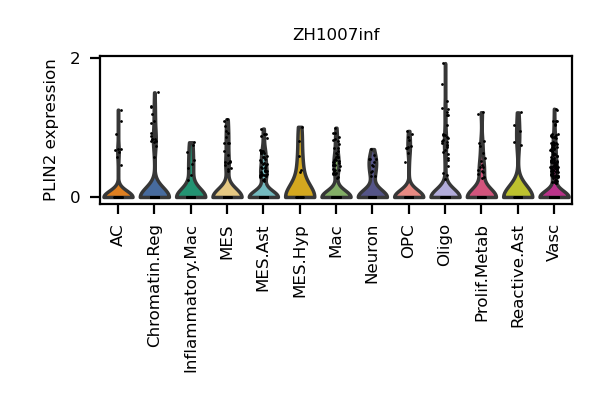 ZH1007inf
PLIN2 expression
2
0
AC
Chromatin.Reg
Inflammatory.Mac
MES
MES.Ast
MES.Hyp
Mac
Neuron
OPC
Oligo
Prolif.Metab
Reactive.Ast
Vasc